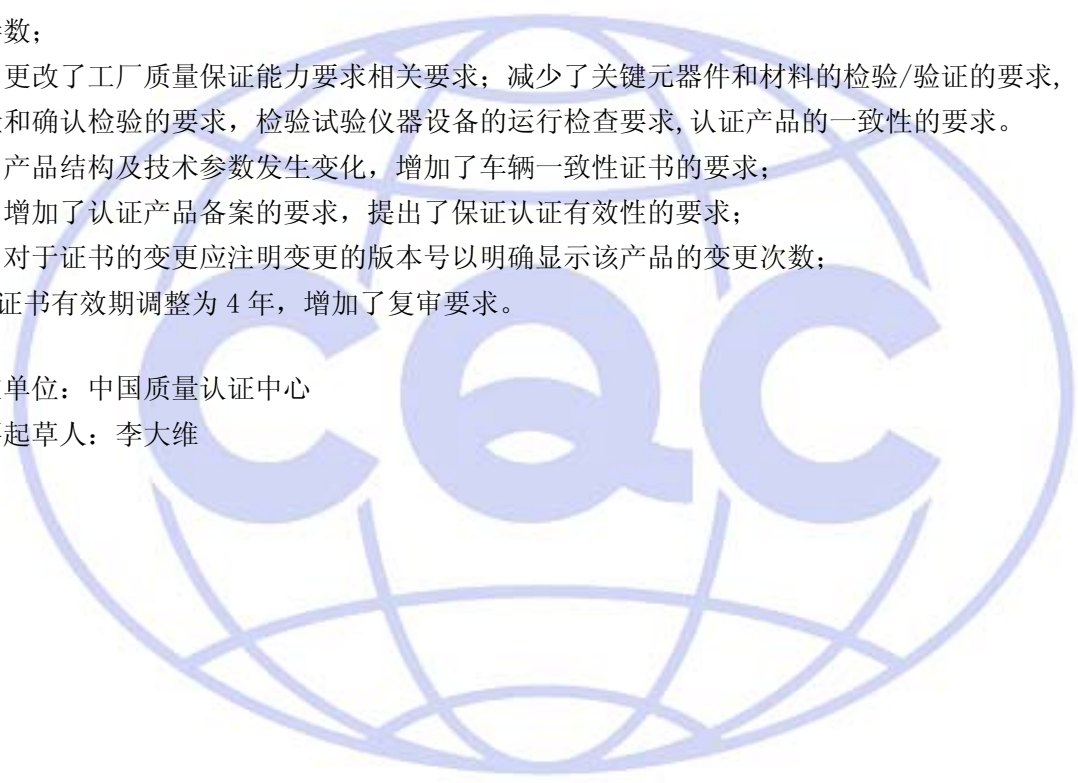 数；
更改了工厂质量保证能力要求相关要求；减少了关键元器件和材料的检验/验证的要求,
和确认检验的要求，检验试验仪器设备的运行检查要求,认证产品的一致性的要求。
产品结构及技术参数发生变化，增加了车辆一致性证书的要求；
增加了认证产品备案的要求，提出了保证认证有效性的要求；
对于证书的变更应注明变更的版本号以明确显示该产品的变更次数；
证书有效期调整为 4 年，增加了复审要求。
单位：中国质量认证中心
起草人：李大维
CQC